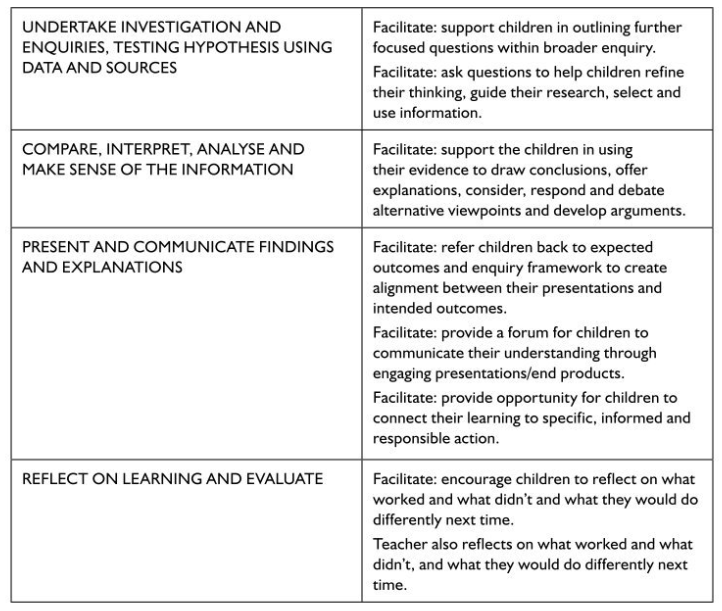 UNDERTAKE INVESTIGATION AND
ENQUIRIES, TESTING HYPOTHESIS USING
DATA AND SOURCES
Facilitate: support children in outlining further
focused questions within broader enquiry.
Facilitate: ask questions to help children refine
their thinking, guide their research, select and
use information.
COMPARE, INTERPRET, ANALYSE AND
MAKE SENSE OF THE INFORMATION
Facilitate: support the children in using
their evidence to draw conclusions, offer
explanations, consider, respond and debate
alternative viewpoints and develop arguments.
PRESENT AND COMMUNICATE FINDINGS
AND EXPLANATIONS
Facilitate: refer children back to expected
outcomes and enquiry framework to create
alignment between their presentations and
intended outcomes.
Facilitate: provide a forum for children to
communicate their understanding through
engaging presentations/end products.
Facilitate: provide opportunity for children to
connect their learning to specific, informed and
responsible action.
REFLECT ON LEARNING AND EVALUATE
Facilitate: encourage children to reflect on what
worked and what didn't and what they would do
differently next time.
Teacher also reflects on what worked and what
didn't, and what they would do differently next
time.